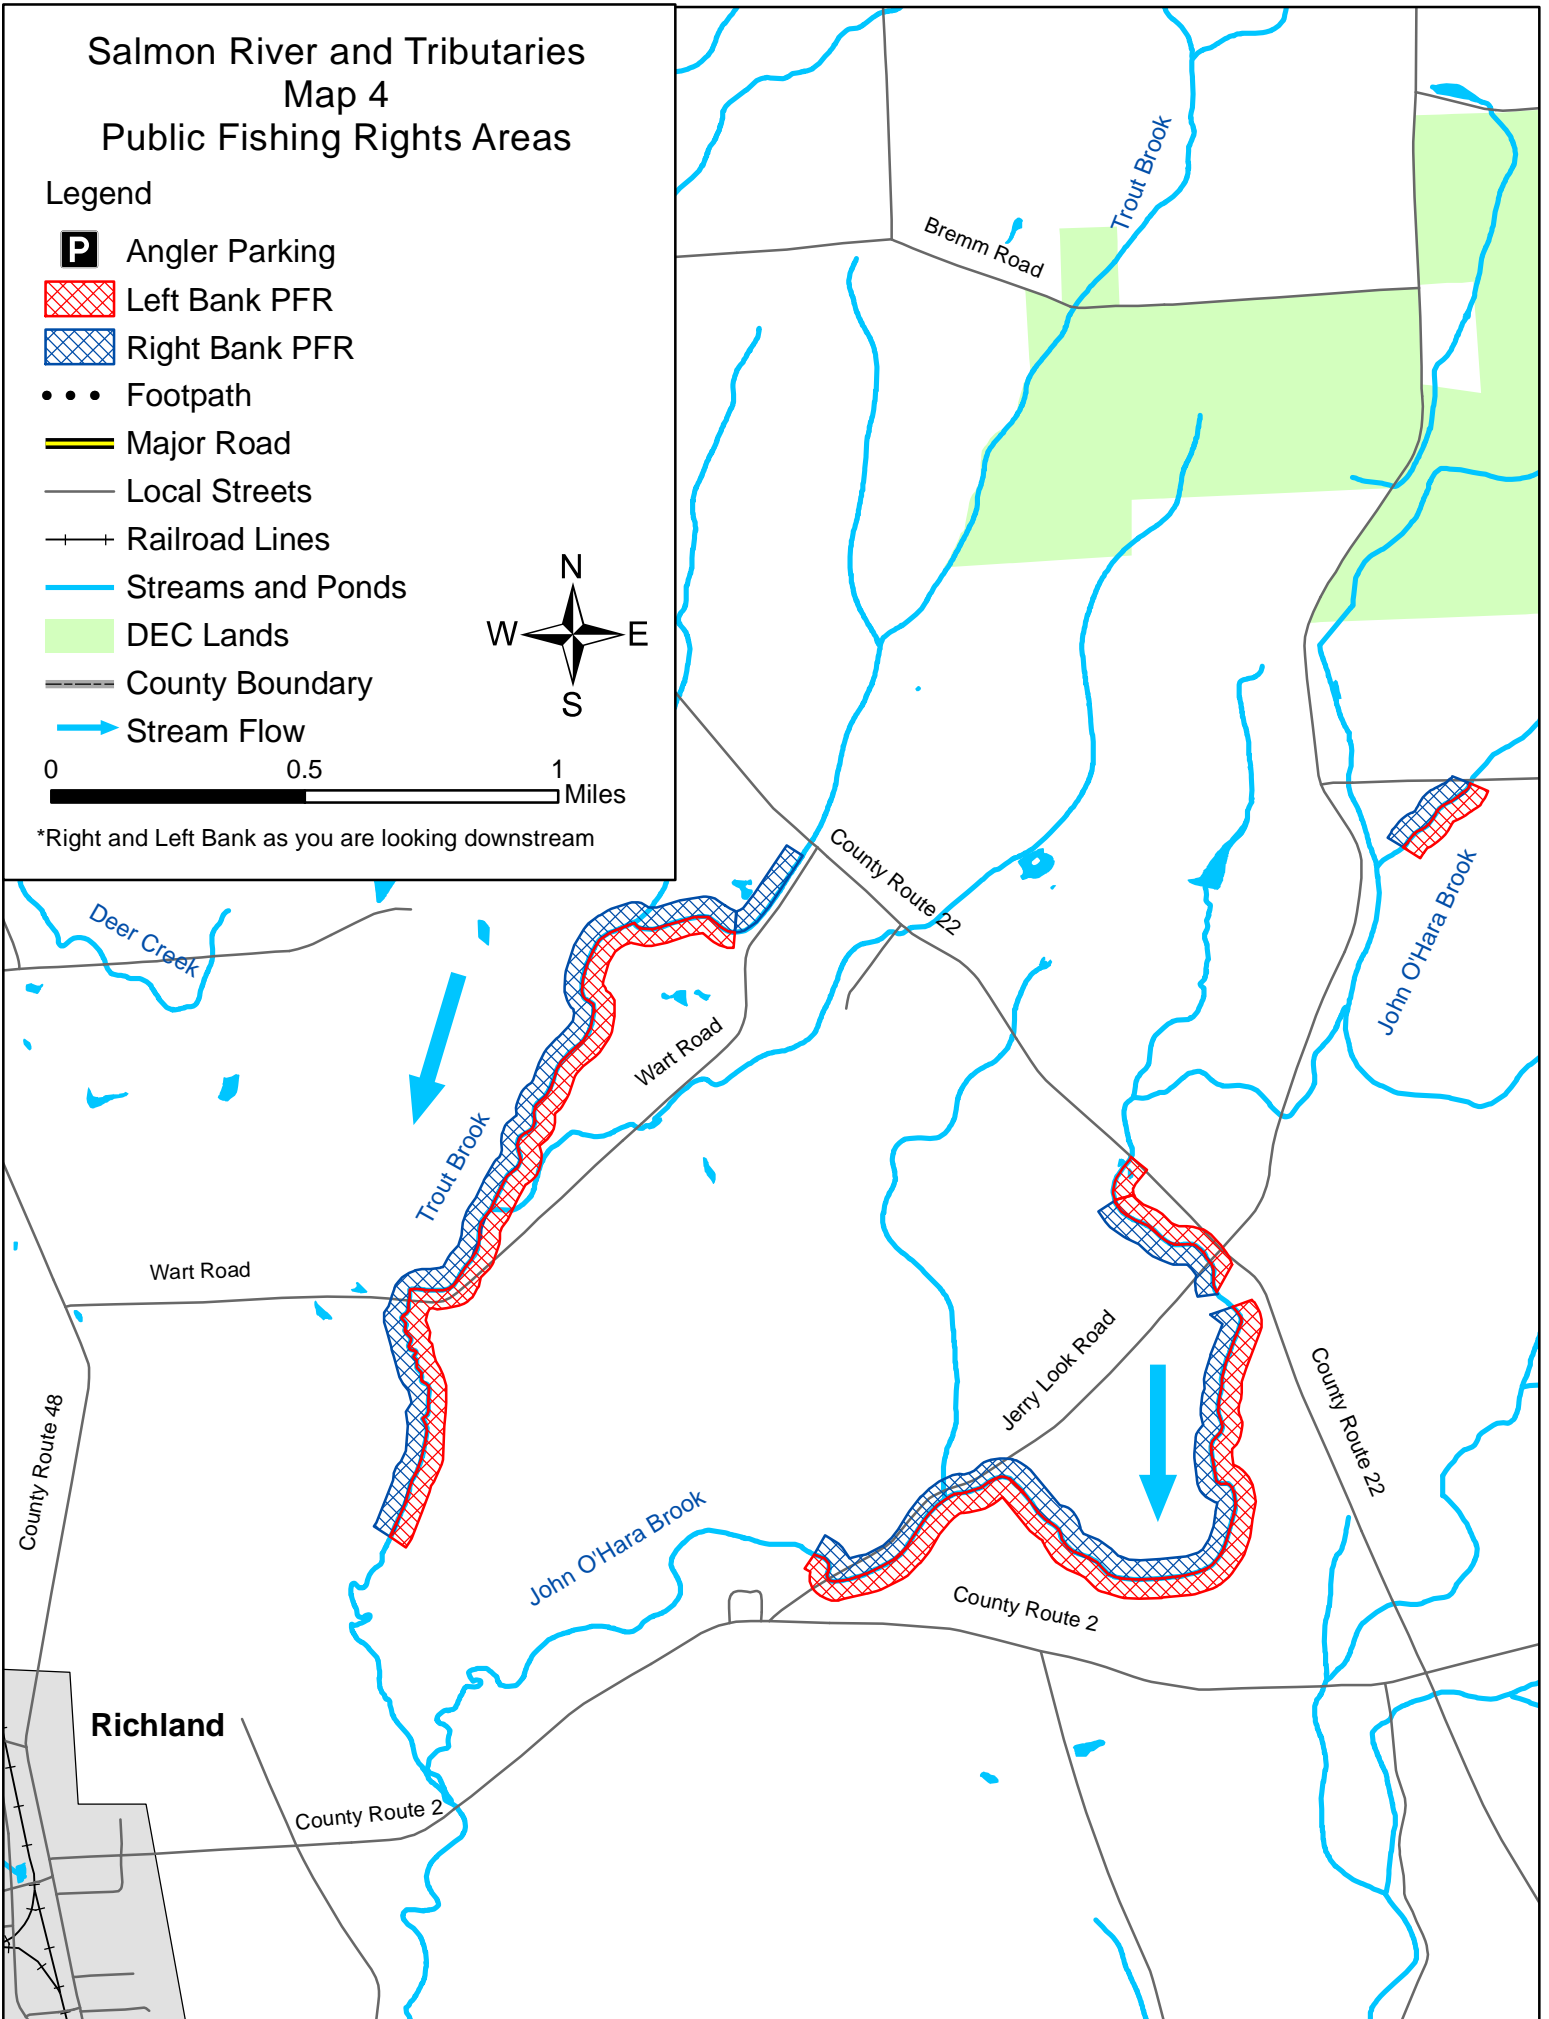 Salmon River and Tributaries
Map 4
Public Fishing Rights Areas
Legend
P Angler Parking
Left Bank PFR
Right Bank PFR
Footpath
Major Road
Local Streets
Railroad Lines
Streams and Ponds
DEC Lands
County Boundary
Stream Flow
N
W E
S
0 0.5 1
Miles
*Right and Left Bank as you are looking downstream
Trout Brook
Bremm Road
County Route 22
Deer Creek
John O'Hara Brook
Wart Road
Trout Brook
Wart Road
Jerry Look Road
County Route 22
County Route 48
John O'Hara Brook
County Route 2
Richland
County Route 2